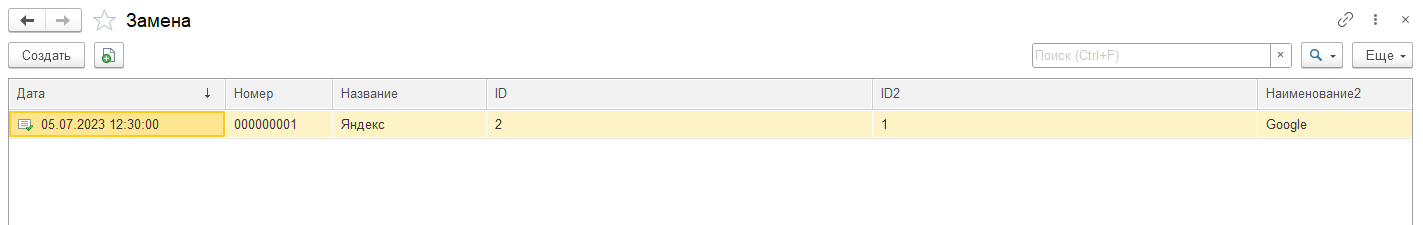 Замена
Создать
Поиск (Ctrl+F)
×
Еще
Дата ↓ Номер Название ID ID2 Наименование2
05.07.2023 12:30:00 000000001 Яндекс 2 1 Google